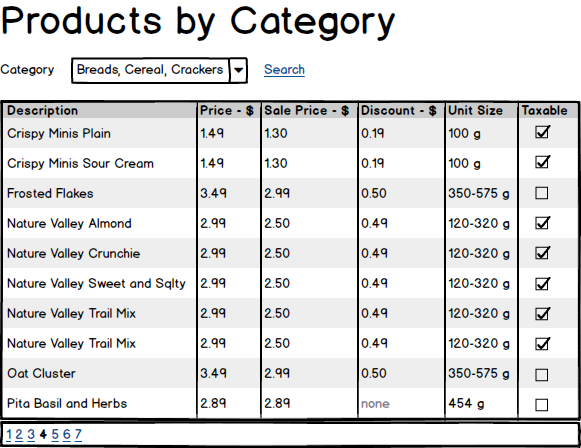 Products by Category
Category Breads, Cereal, Crackers Search
Description Price - $ Sale Price - $ Discount - $ Unit Size Taxable
Crispy Minis Plain 1.49 1.30 0.19 100 g
Crispy Minis Sour Cream 1.49 1.30 0.19 100 g
Frosted Flakes 3.49 2.99 0.50 350-575 g
Nature Valley Almond 2.99 2.50 0.49 120-320 g
Nature Valley Crunchie 2.99 2.50 0.49 120-320 g
Nature Valley Sweet and Sqlty 2.99 2.50 0.49 120-320 g
Nature Valley Trail Mix 2.99 2.50 0.49 120-320 g
Nature Valley Trail Mix 2.99 2.50 0.49 120-320 g
Oat Cluster 3.49 2.99 0.50 350-575 g
Pita Basil and Herbs 2.89 2.89 none 454 g
1 2 3 4 5 6 7